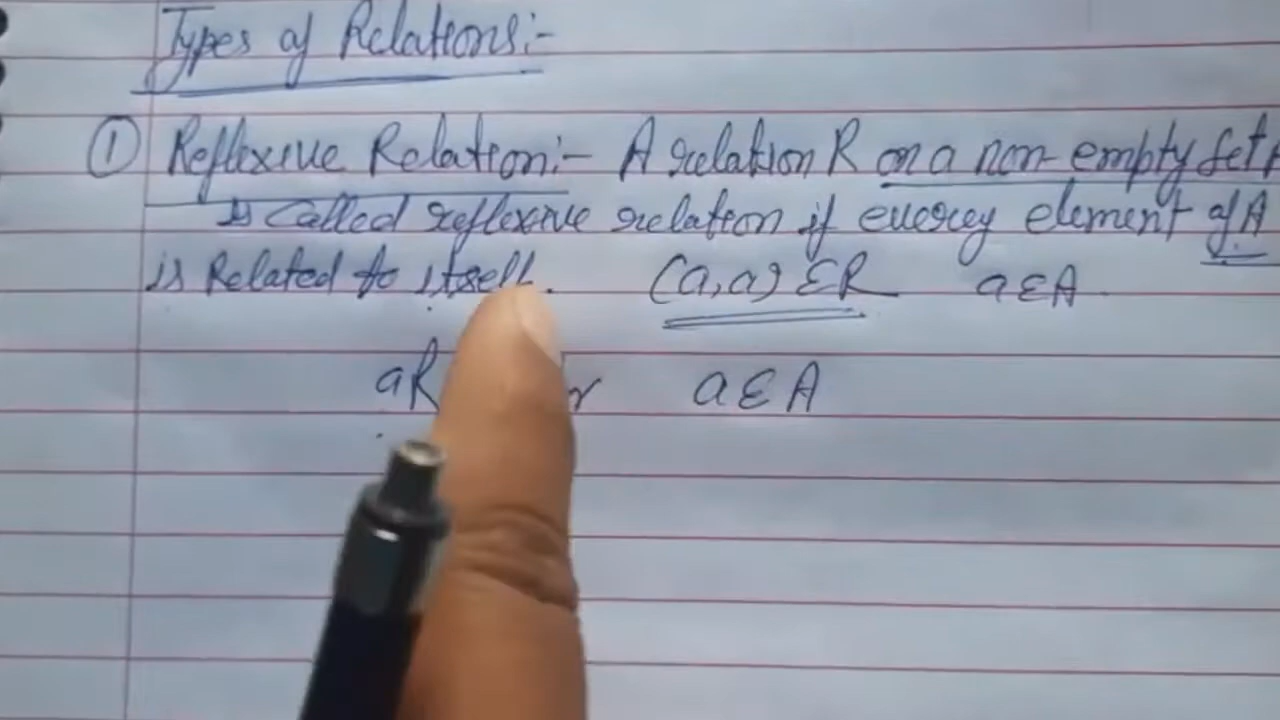 Types of Relations:-
① Reflexive Relation:- A relation R on a non-empty Set A
is called reflexive relation if every element of A
is Related to itself. (a,a) ∈ R a ∈ A
aR a ∈ A